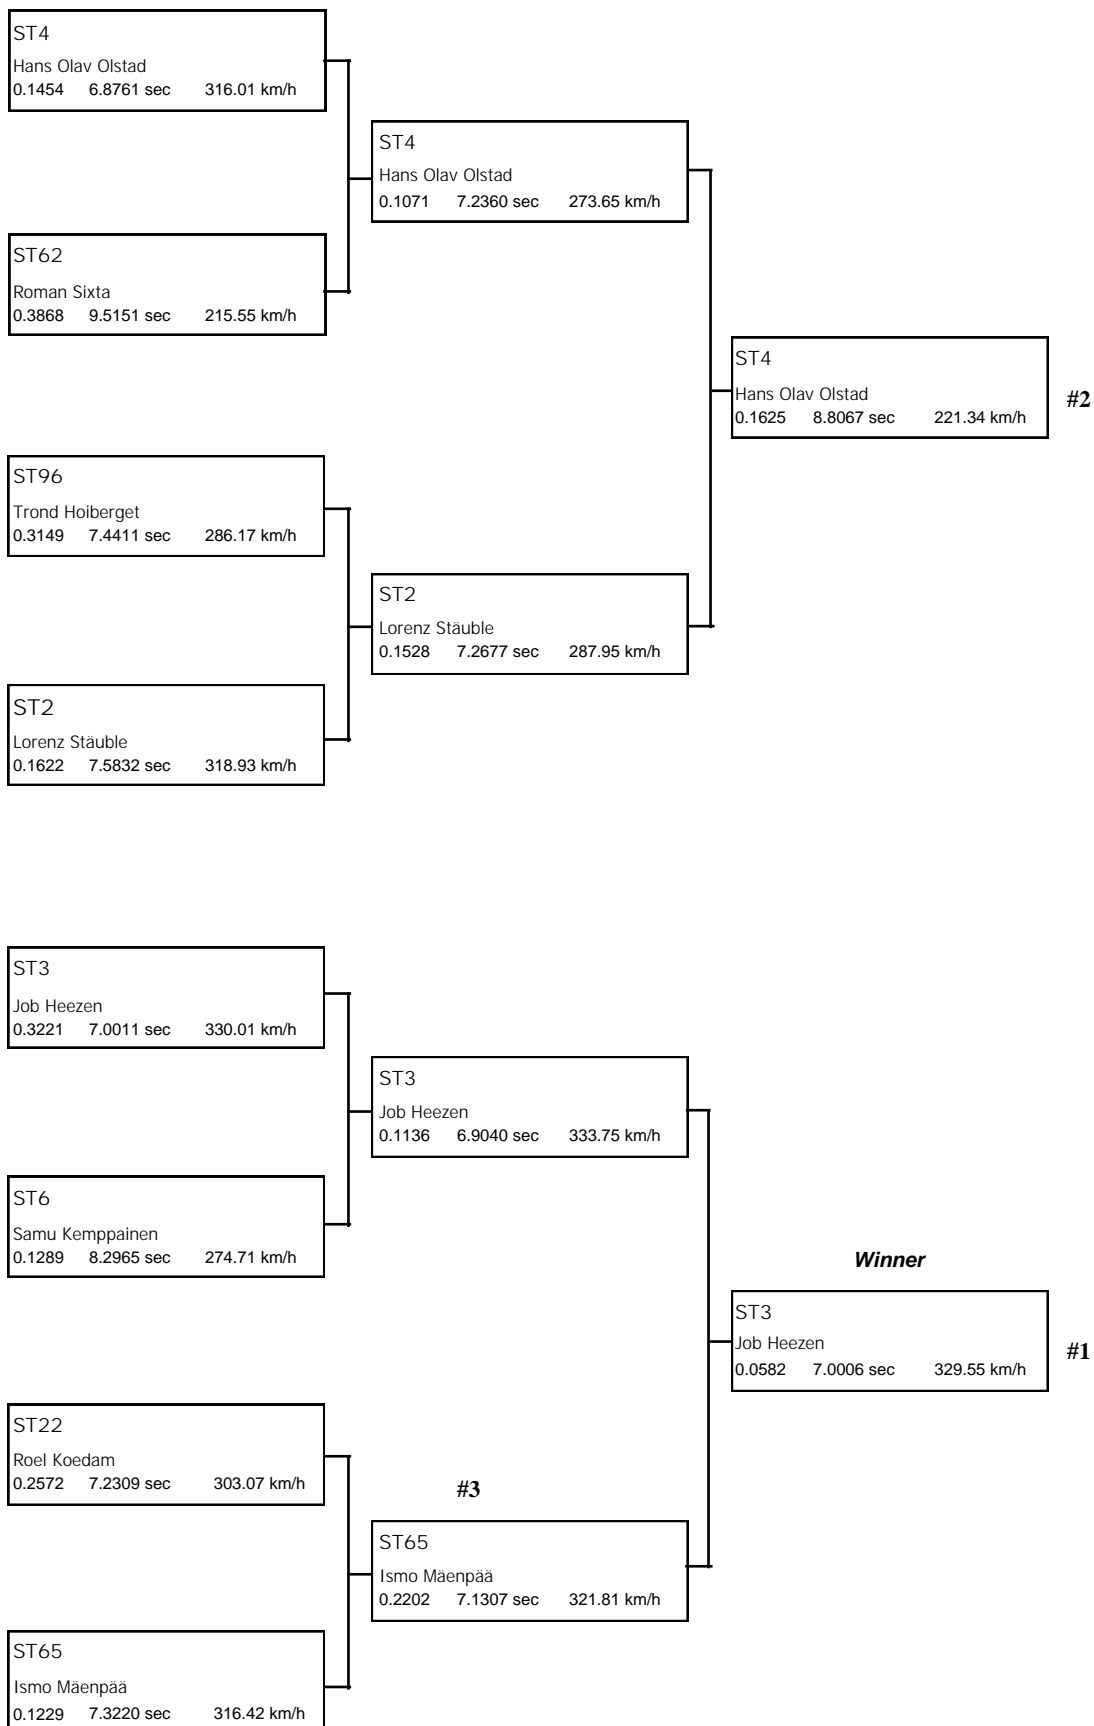 ST4
Hans Olav Olstad
0.1454 6.8761 sec 316.01 km/h
ST62
Roman Sixta
0.3868 9.5151 sec 215.55 km/h
ST96
Trond Hoiberget
0.3149 7.4411 sec 286.17 km/h
ST2
Lorenz Stäuble
0.1622 7.5832 sec 318.93 km/h
ST4
Hans Olav Olstad
0.1071 7.2360 sec 273.65 km/h
ST2
Lorenz Stäuble
0.1528 7.2677 sec 287.95 km/h
ST4
Hans Olav Olstad
0.1625 8.8067 sec 221.34 km/h
#2
ST3
Job Heezen
0.3221 7.0011 sec 330.01 km/h
ST6
Samu Kemppainen
0.1289 8.2965 sec 274.71 km/h
ST22
Roel Koedam
0.2572 7.2309 sec 303.07 km/h
ST65
Ismo Mäenpää
0.1229 7.3220 sec 316.42 km/h
ST3
Job Heezen
0.1136 6.9040 sec 333.75 km/h
#3
ST65
Ismo Mäenpää
0.2202 7.1307 sec 321.81 km/h
Winner
ST3
Job Heezen
0.0582 7.0006 sec 329.55 km/h
#1